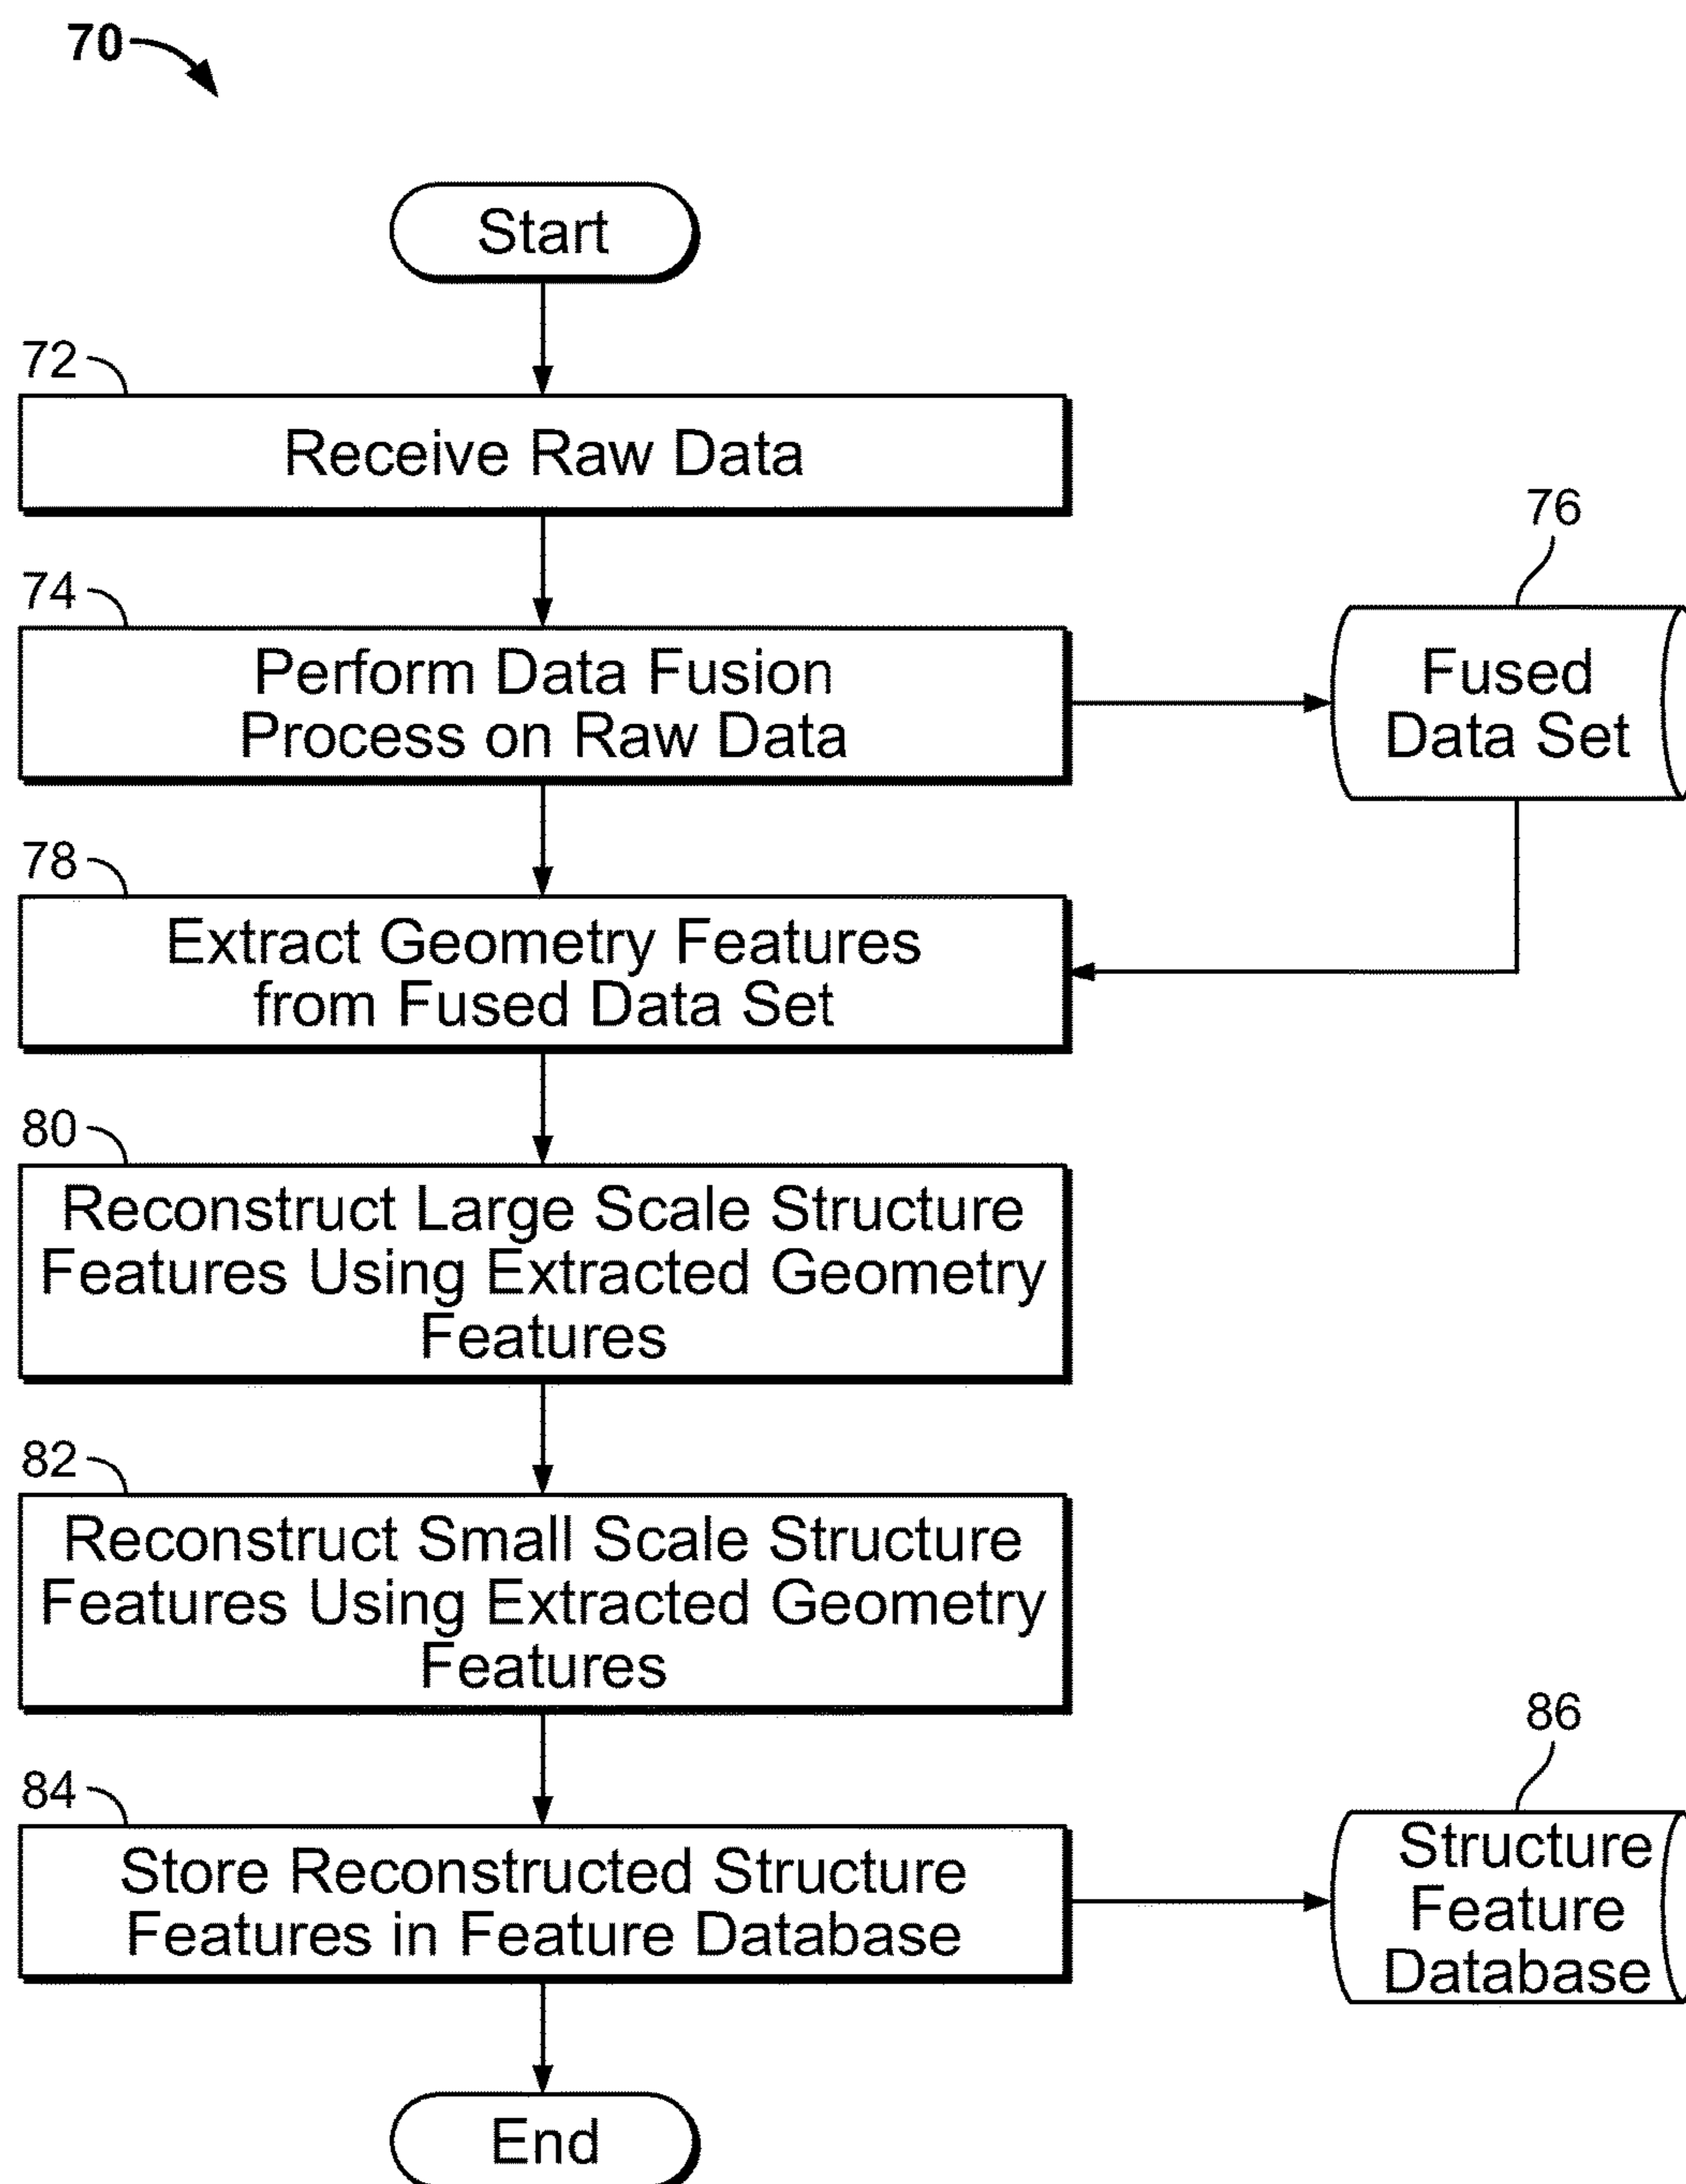 70
Start
72
Receive Raw Data
74
Perform Data Fusion
Process on Raw Data
76
Fused
Data Set
78
Extract Geometry Features
from Fused Data Set
80
Reconstruct Large Scale Structure
Features Using Extracted Geometry
Features
82
Reconstruct Small Scale Structure
Features Using Extracted Geometry
Features
84
Store Reconstructed Structure
Features in Feature Database
86
Structure
Feature
Database
End